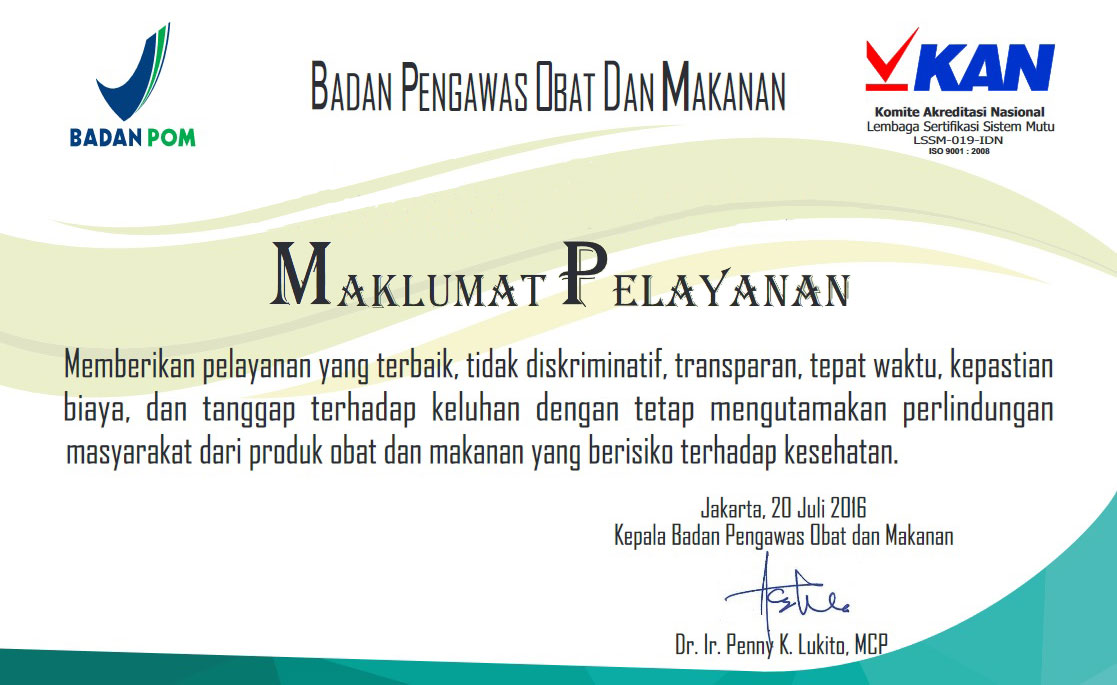 BADAN POM
BADAN PENGAWAS OBAT DAN MAKANAN
KAN
Komite Akreditasi Nasional
Lembaga Sertifikasi Sistem Mutu
LSSM-019-IDN
ISO 9001 : 2008
MAKLUMAT PELAYANAN
Memberikan pelayanan yang terbaik, tidak diskriminatif, transparan, tepat waktu, kepastian
biaya, dan tanggap terhadap keluhan dengan tetap mengutamakan perlindungan
masyarakat dari produk obat dan makanan yang berisiko terhadap kesehatan.
Jakarta, 20 Juli 2016
Kepala Badan Pengawas Obat dan Makanan
Dr. Ir. Penny K. Lukito, MCP